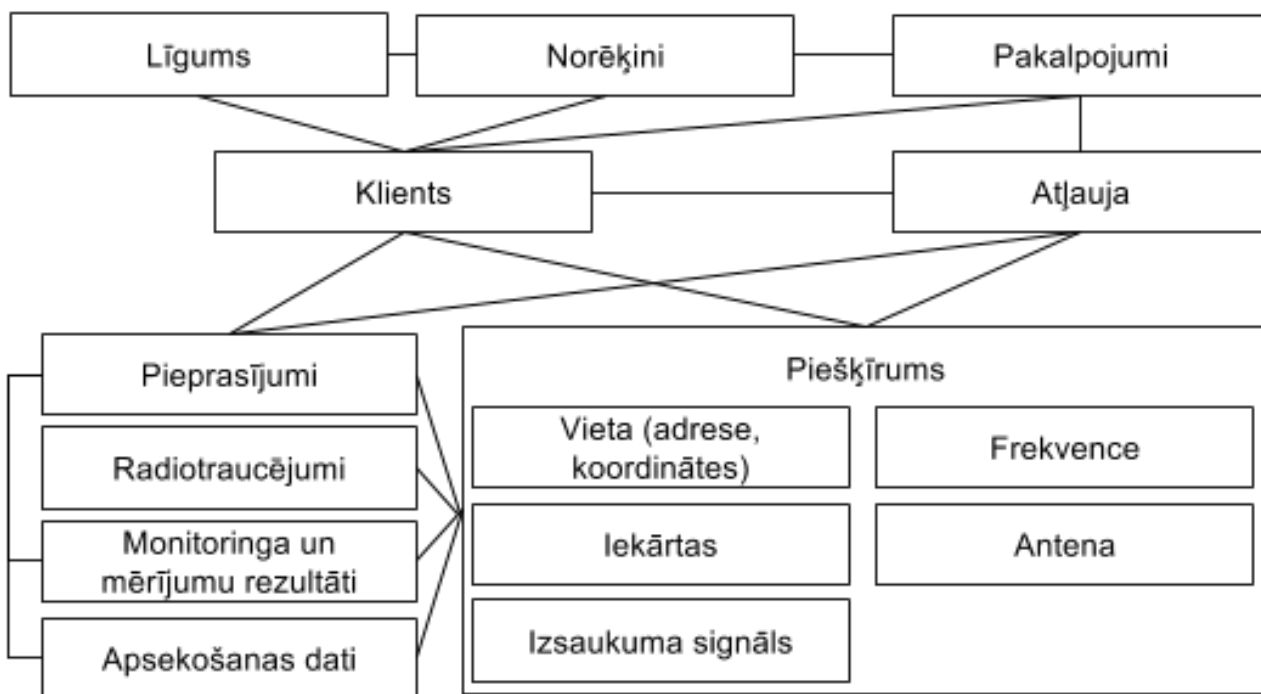 Līgums
Norēķini
Pakalpojumi
Klients
Atļauja
Pieprasījumi
Radiotraucējumi
Monitoringa un
mērījumu rezultāti
Apsekošanas dati
Piešķīrums
Vieta (adrese,
koordinātes)
Frekvence
Iekārtas
Antena
Izsaukuma signāls